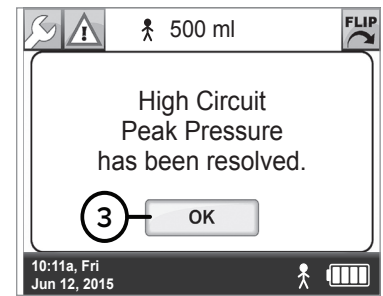 500 ml
FLIP
High Circuit
Peak Pressure
has been resolved.
3
OK
10:11a, Fri
Jun 12, 2015